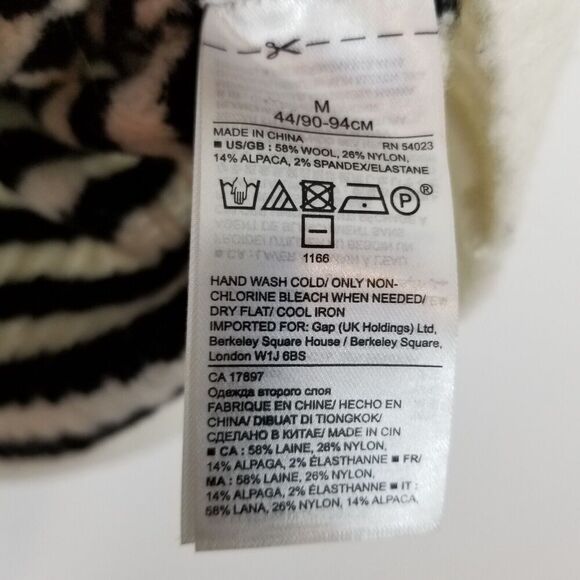 M
44/90-94CM
MADE IN CHINA RN 54023
■ US/GB : 58% WOOL, 26% NYLON,
14% ALPACA, 2% SPANDEX/ELASTANE
P ®
1166
HAND WASH COLD/ ONLY NON-
CHLORINE BLEACH WHEN NEEDED/
DRY FLAT/ COOL IRON
IMPORTED FOR: Gap (UK Holdings) Ltd,
Berkeley Square House / Berkeley Square,
London W1J 6BS
CA 17897
Одежда второго слоя
FABRIQUE EN CHINE/ HECHO EN
CHINA/ DIBUAT DI TIONGKOK/
СДЕЛАНО В КИТАЕ/ MADE IN CIN
■ CA : 58% LAINE, 26% NYLON,
14% ALPAGA, 2% ÉLASTHANNE ■ FR/
MA : 58% LAINE, 26% NYLON,
14% ALPAGA, 2% ÉLASTHANNE ■ IT :
58% LANA, 26% NYLON, 14% ALPACA,